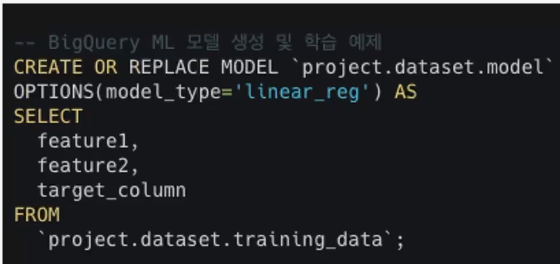 -- BigQuery ML 모델 생성 및 학습 예제
CREATE OR REPLACE MODEL `project.dataset.model`
OPTIONS(model_type='linear_reg') AS
SELECT
  feature1,
  feature2,
  target_column
FROM
  `project.dataset.training_data`;